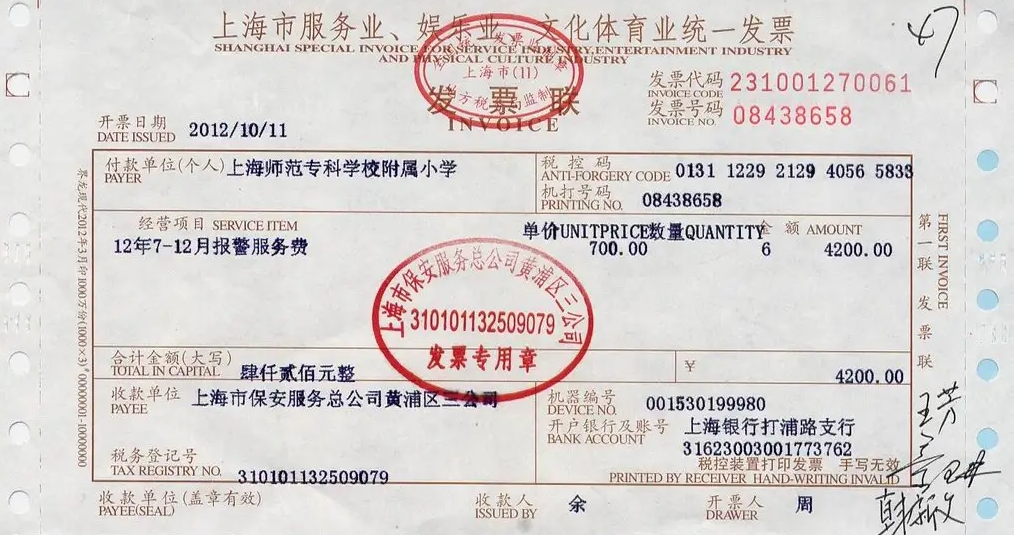 上海市服务业、娱乐业、文化体育业统一发票
SHANGHAI SPECIAL INVOICE FOR SERVICE INDUSTRY,ENTERTAINMENT INDUSTRY
AND PHYSICAL CULTURE INDUSTRY
上海市(11)
发票联
INVOICE
47
发票代码 231001270061
INVOICE CODE
发票号码 08438658
INVOICE NO.
开票日期 2012/10/11
DATE ISSUED
付款单位(个人) 上海师范专科学校附属小学
PAYER
税控码 0131 1229 2129 4056 5833
ANTI-FORGERY CODE
机打号码 08438658
PRINTING NO.
经营项目 SERVICE ITEM 单价UNITPRICE数量QUANTITY 金额 AMOUNT
12年7-12月报警服务费 700.00 6 4200.00
上海市保安服务总公司黄浦区三公司
310101132509079
发票专用章
合计金额(大写) 肆仟贰佰元整 ¥ 4200.00
TOTAL IN CAPITAL
收款单位 上海市保安服务总公司黄浦区三公司
PAYEE
机器编号 001530199980
DEVICE NO.
开户银行及账号 上海银行打浦路支行
BANK ACCOUNT 31623003001773762
税务登记号
TAX REGISTRY NO. 310101132509079
税控装置打印发票 手写无效
PRINTED BY RECEIVER HAND-WRITING INVALID
收款单位(盖章有效) 收款人 余 开票人 周
PAYEE(SEAL) ISSUED BY DRAWER
第一联 发票联
FIRST INVOICE
王芳